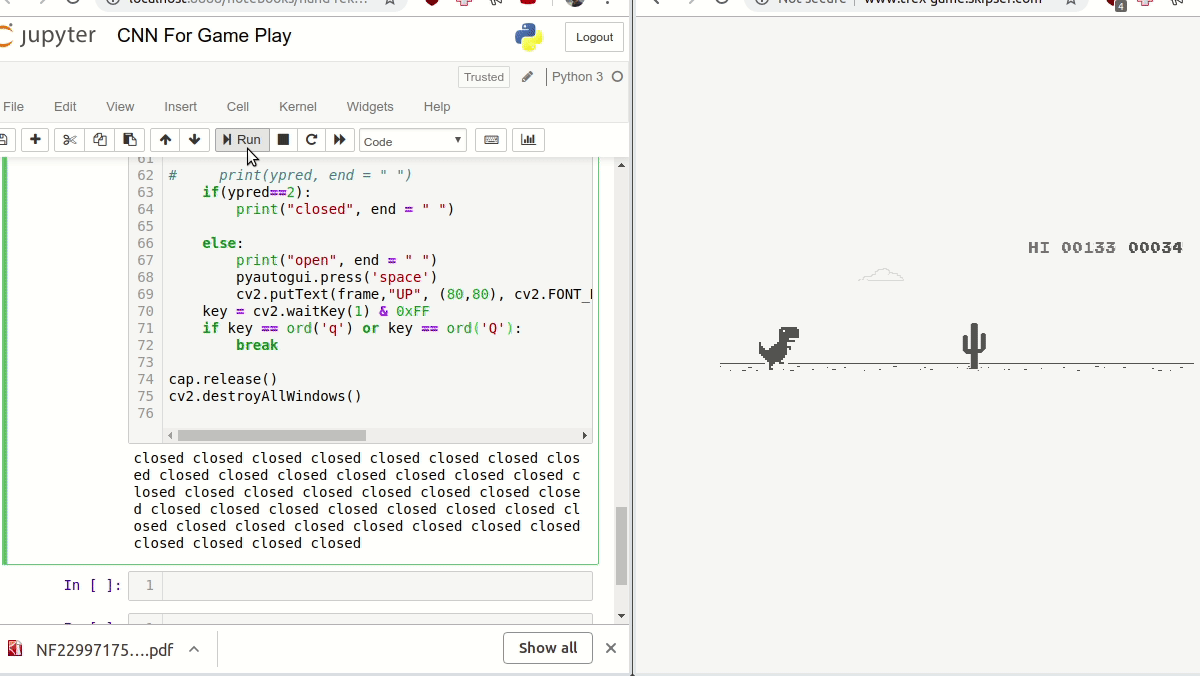 jupyter CNN For Game Play Logout
Trusted Python 3
File Edit View Insert Cell Kernel Widgets Help
Run Code
61
62 #     print(ypred, end = " ")
63     if(ypred==2):
64         print("closed", end = " ")
65
66     else:
67         print("open", end = " ")
68         pyautogui.press('space')
69         cv2.putText(frame,"UP", (80,80), cv2.FONT_
70     key = cv2.waitKey(1) & 0xFF
71     if key == ord('q') or key == ord('Q'):
72         break
73
74 cap.release()
75 cv2.destroyAllWindows()
76
closed closed closed closed closed closed closed clos
ed closed closed closed closed closed closed closed c
losed closed closed closed closed closed closed close
d closed closed closed closed closed closed closed cl
osed closed closed closed closed closed closed closed
closed closed closed closed
In [ ]: 1
NF22997175....pdf Show all
4
HI 00133 00034